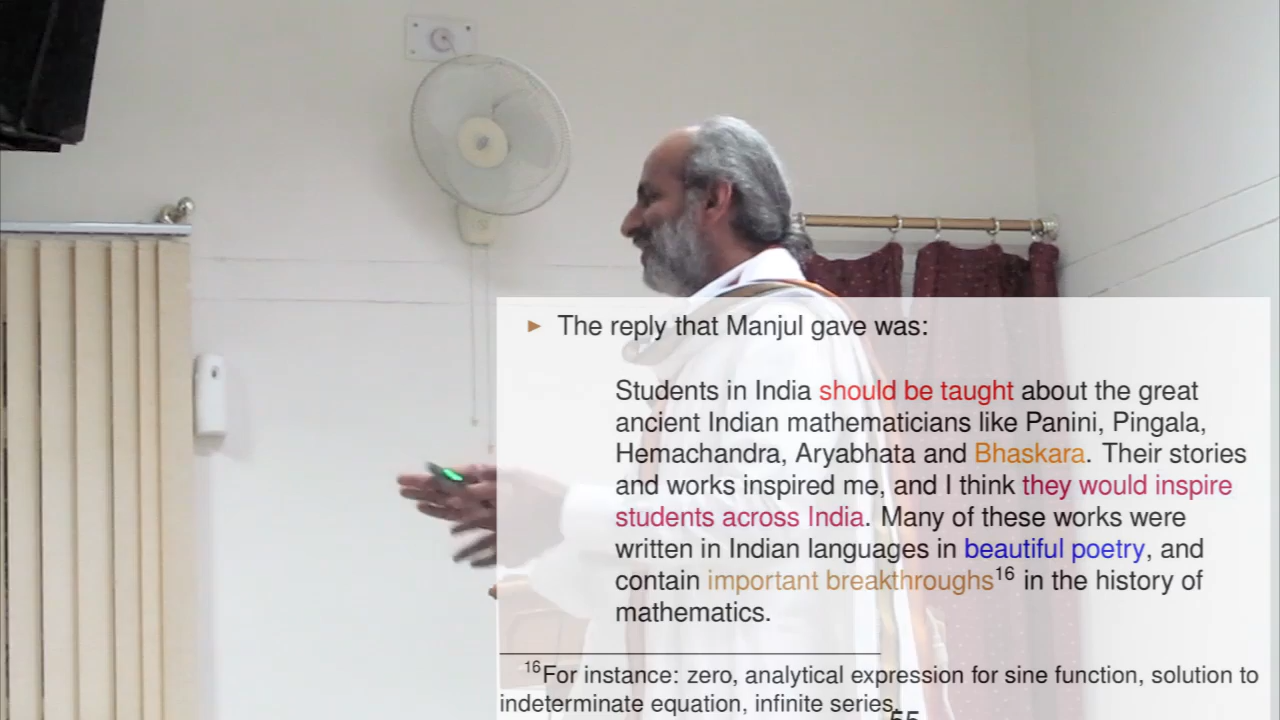 ► The reply that Manjul gave was:
Students in India should be taught about the great
ancient Indian mathematicians like Panini, Pingala,
Hemachandra, Aryabhata and Bhaskara. Their stories
and works inspired me, and I think they would inspire
students across India. Many of these works were
written in Indian languages in beautiful poetry, and
contain important breakthroughs16 in the history of
mathematics.
16For instance: zero, analytical expression for sine function, solution to
indeterminate equation, infinite series.